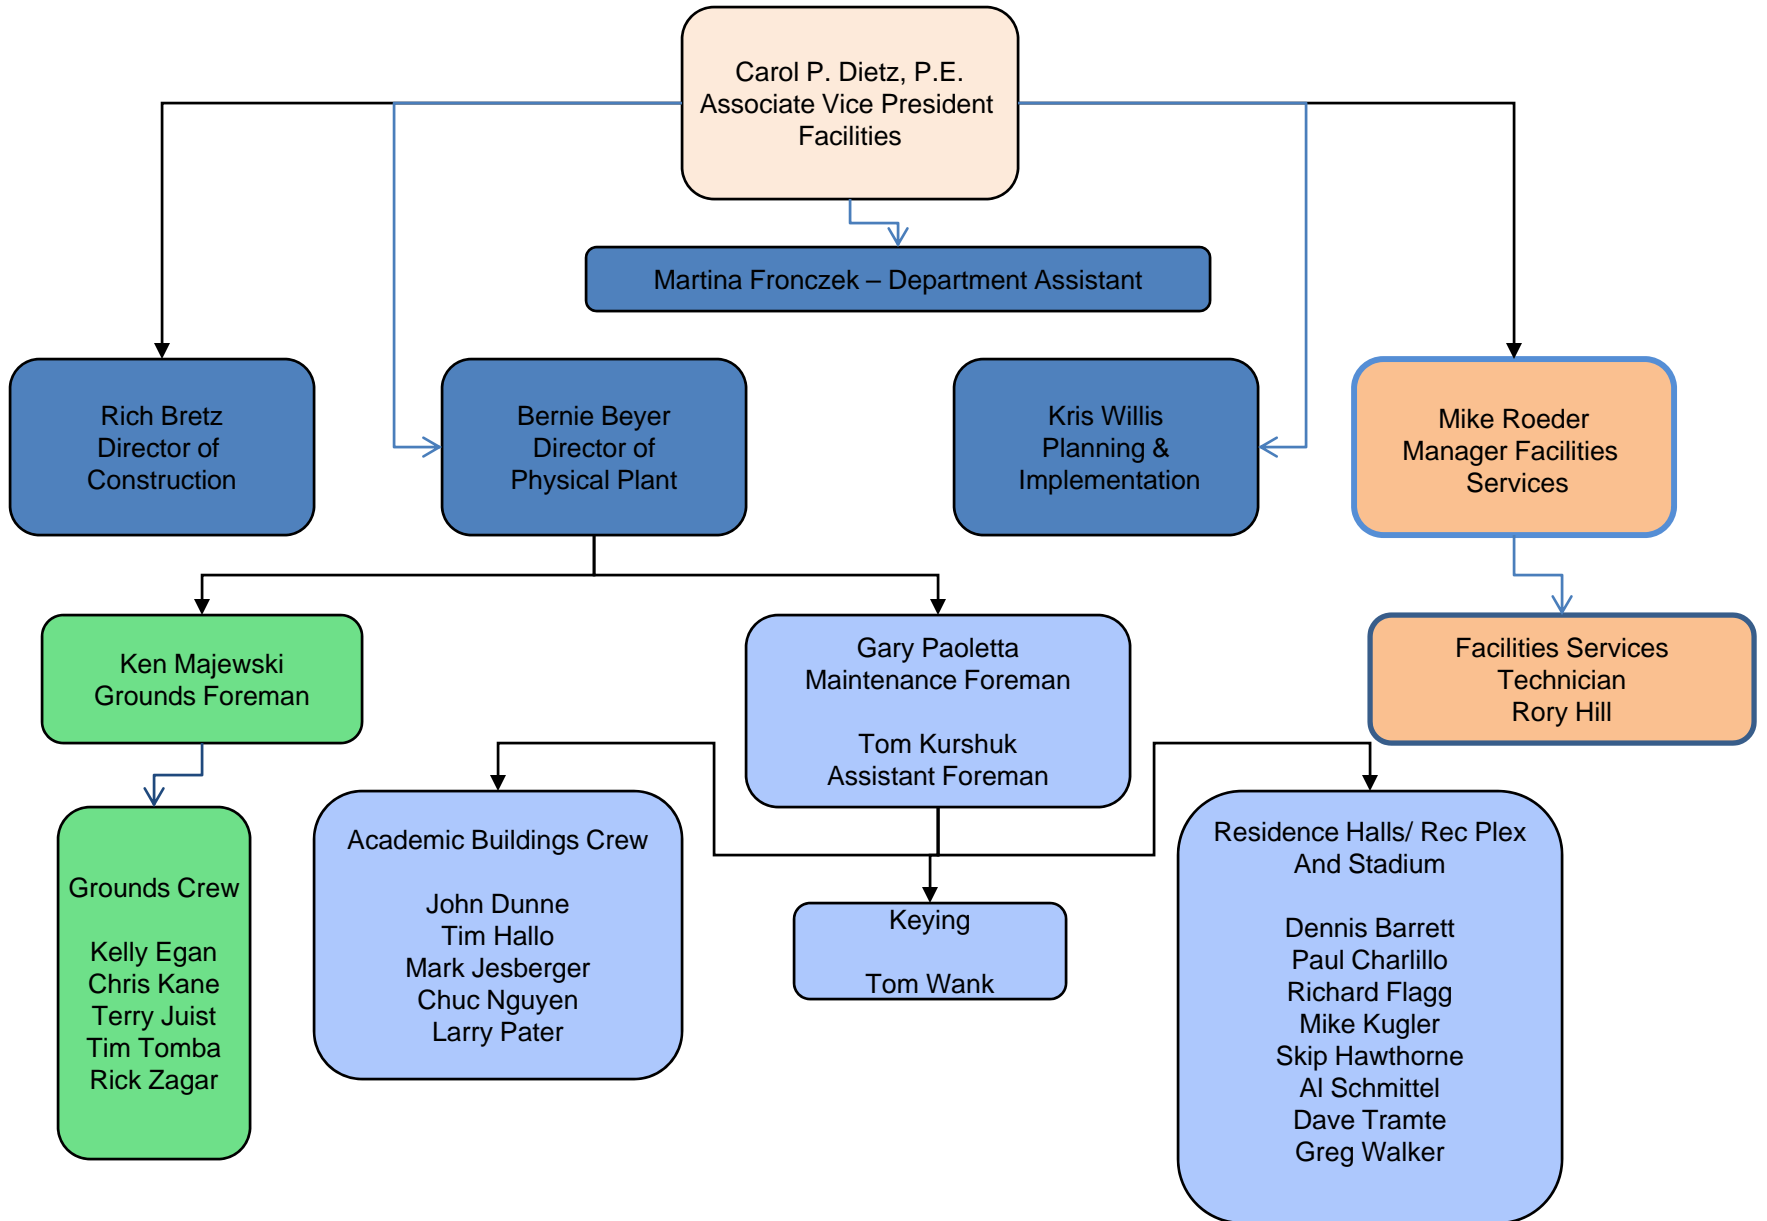 Carol P. Dietz, P.E.
Associate Vice President
Facilities
Martina Fronczek – Department Assistant
Rich Bretz
Director of
Construction
Bernie Beyer
Director of
Physical Plant
Kris Willis
Planning &
Implementation
Mike Roeder
Manager Facilities
Services
Ken Majewski
Grounds Foreman
Gary Paoletta
Maintenance Foreman
Tom Kurshuk
Assistant Foreman
Facilities Services
Technician
Rory Hill
Grounds Crew
Kelly Egan
Chris Kane
Terry Juist
Tim Tomba
Rick Zagar
Academic Buildings Crew
John Dunne
Tim Hallo
Mark Jesberger
Chuc Nguyen
Larry Pater
Keying
Tom Wank
Residence Halls/ Rec Plex
And Stadium
Dennis Barrett
Paul Charlillo
Richard Flagg
Mike Kugler
Skip Hawthorne
Al Schmittel
Dave Tramte
Greg Walker